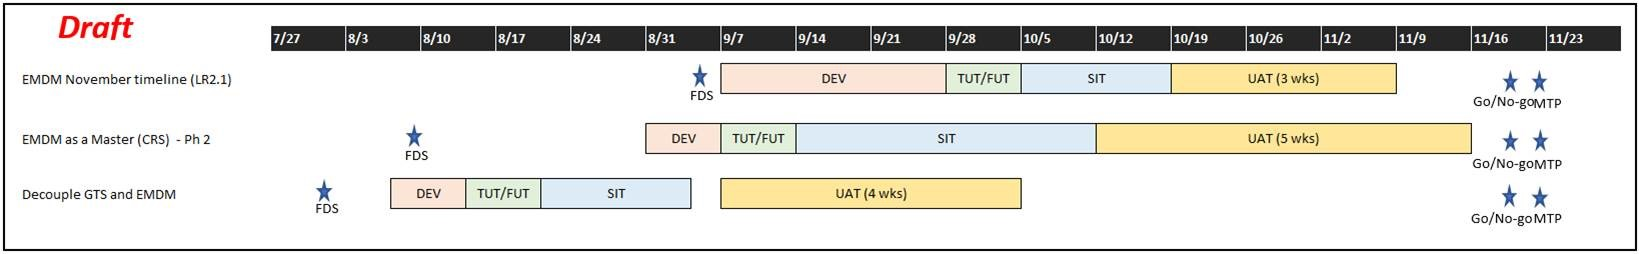 Draft
7/27 8/3 8/10 8/17 8/24 8/31 9/7 9/14 9/21 9/28 10/5 10/12 10/19 10/26 11/2 11/9 11/16 11/23
EMDM November timeline (LR2.1) DEV TUT/FUT SIT UAT (3 wks)
FDS Go/No-go MTP
EMDM as a Master (CRS) - Ph 2 DEV TUT/FUT SIT UAT (5 wks)
FDS Go/No-go MTP
Decouple GTS and EMDM DEV TUT/FUT SIT UAT (4 wks)
FDS Go/No-go MTP